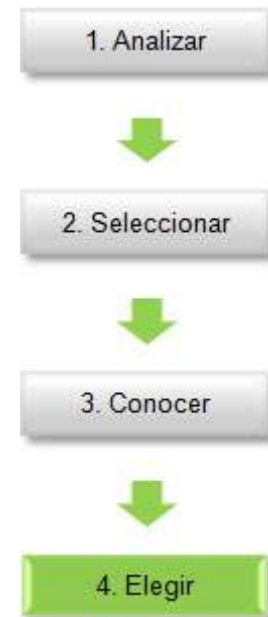 1. Analizar
2. Seleccionar
3. Conocer
4. Elegir